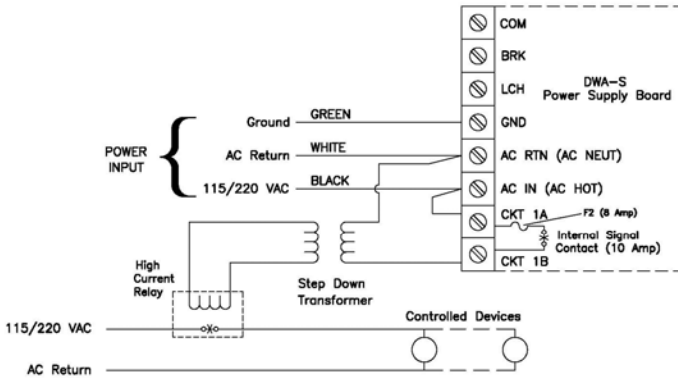 COM
BRK
LCH
DWA-S
Power Supply Board
GND
AC RTN (AC NEUT)
AC IN (AC HOT)
CKT 1A
F2 (8 Amp)
Internal Signal
Contact (10 Amp)
CKT 1B
POWER
INPUT
Ground
GREEN
AC Return
WHITE
115/220 VAC
BLACK
High
Current
Relay
Step Down
Transformer
115/220 VAC
Controlled Devices
AC Return